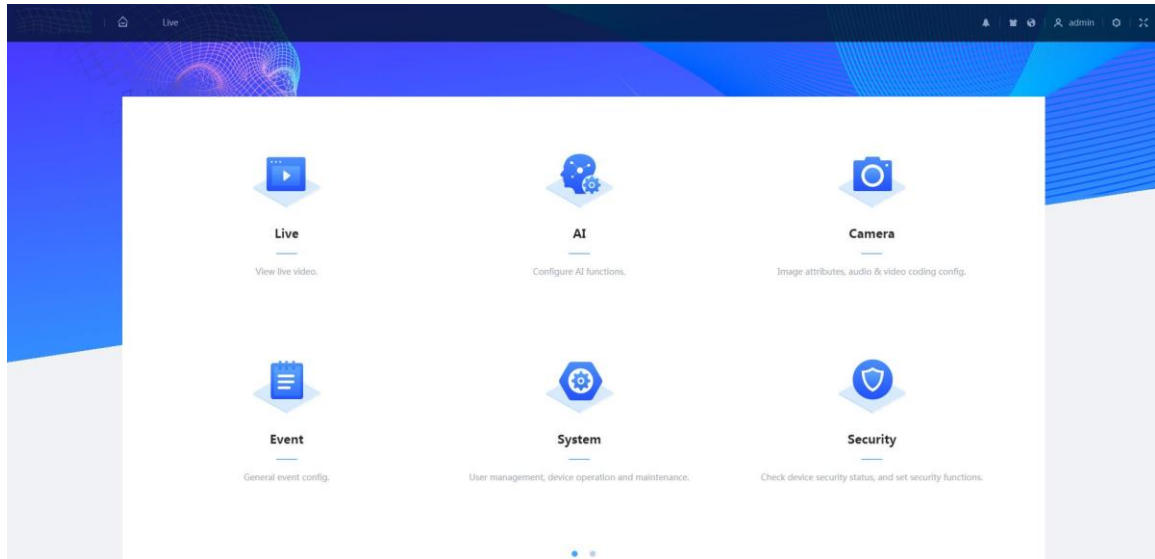 Live
admin
Live
AI
Camera
View live video.
Configure AI functions.
Image attributes, audio & video coding config.
Event
System
Security
General event config.
User management, device operation and maintenance.
Check device security status, and set security functions.